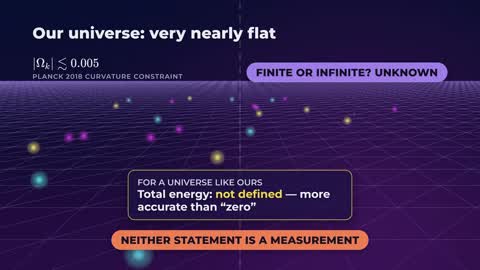 Our universe: very nearly flat
|Ωₖ| ≲ 0.005
PLANCK 2018 CURVATURE CONSTRAINT
FINITE OR INFINITE? UNKNOWN
FOR A UNIVERSE LIKE OURS
Total energy: not defined — more
accurate than “zero”
NEITHER STATEMENT IS A MEASUREMENT